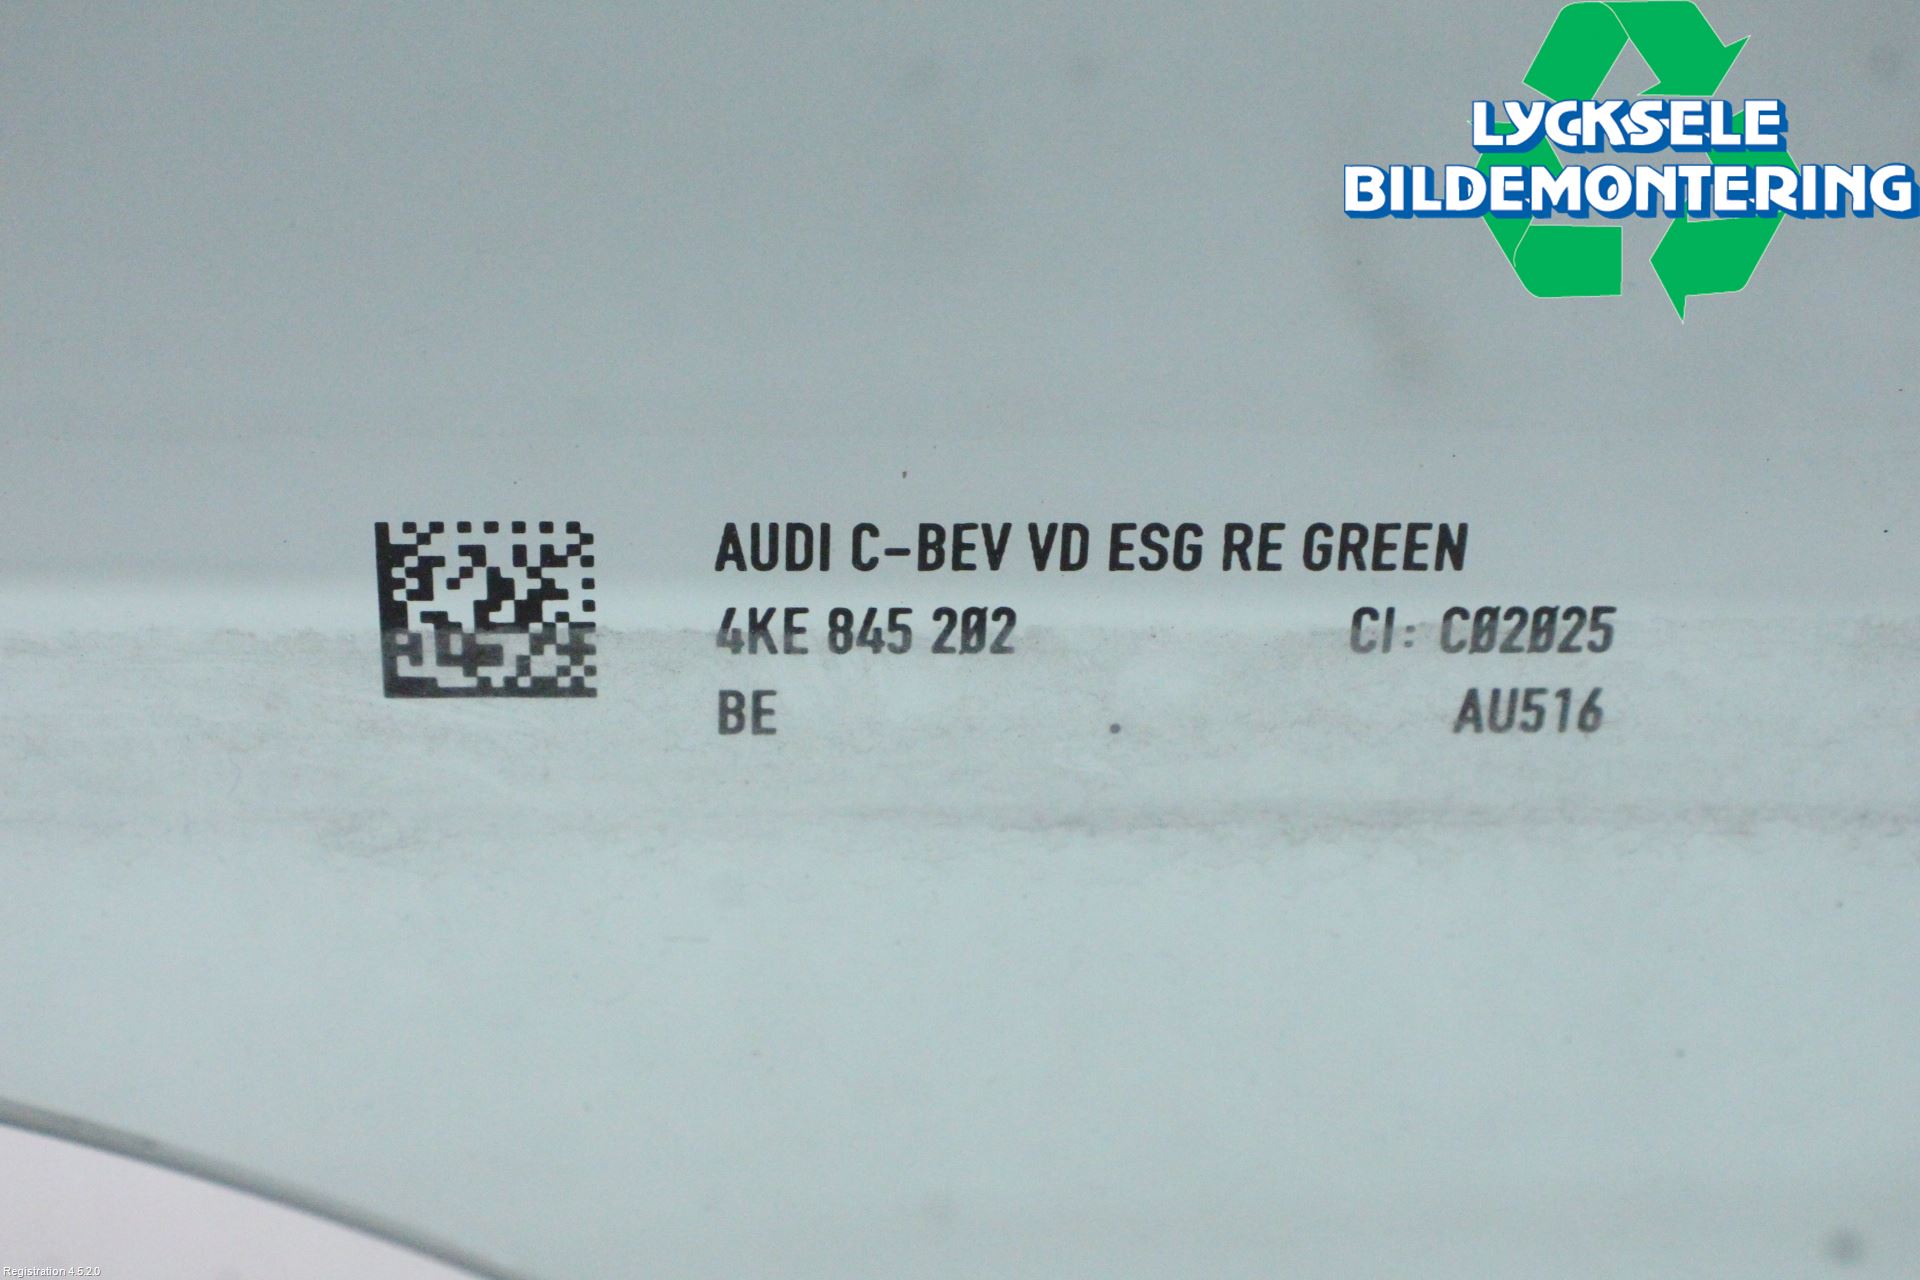 LYCKSELE
BILDEMONTERING
AUDI C-BEV VD ESG RE GREEN
4KE 845 202 CI: C02025
BE . AU516
Registration 4.5.2.0